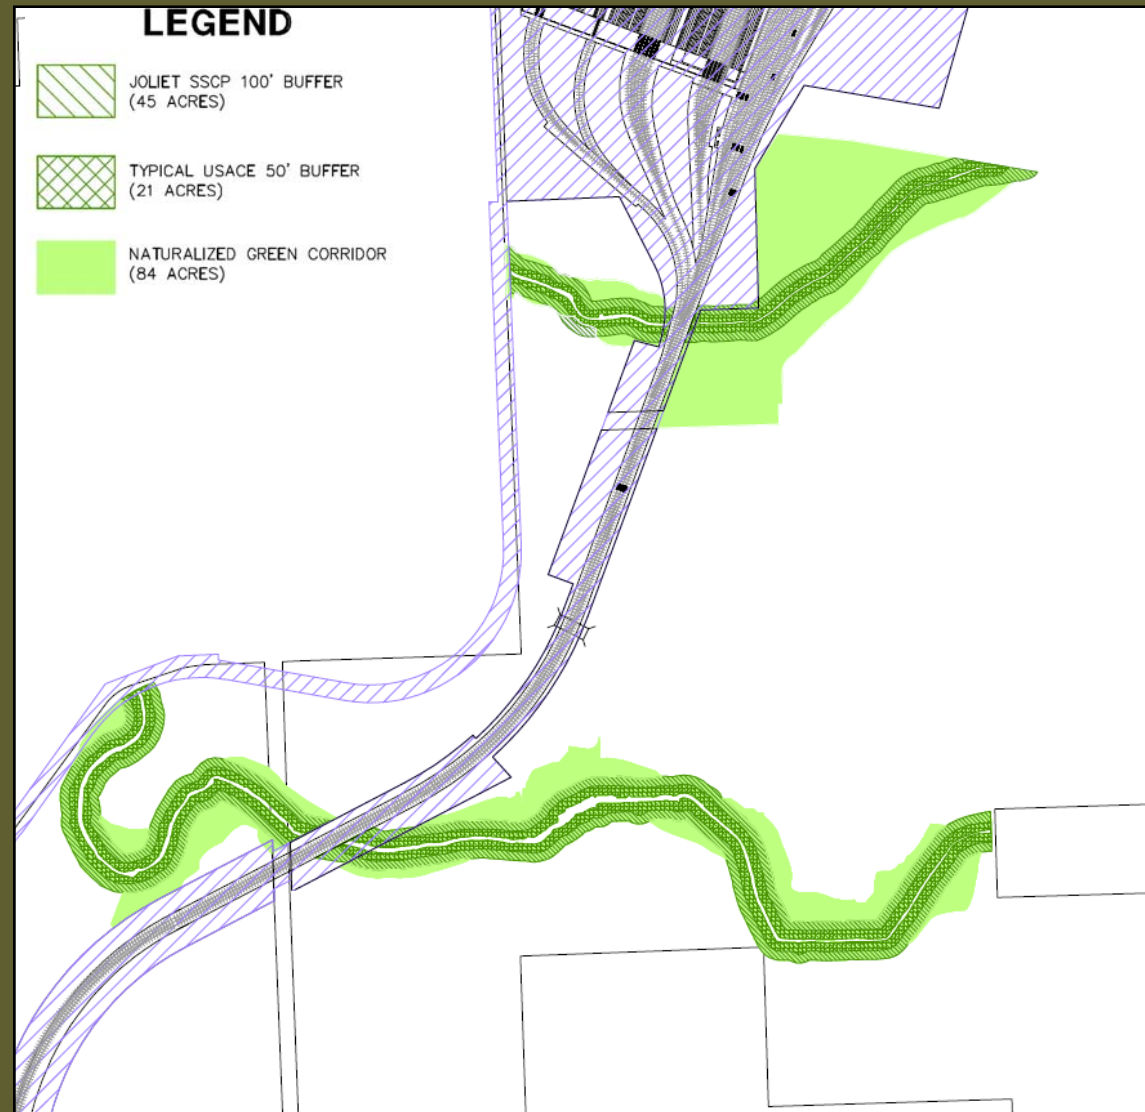 LEGEND
JOLIET SSCP 100' BUFFER
(45 ACRES)
TYPICAL USACE 50' BUFFER
(21 ACRES)
NATURALIZED GREEN CORRIDOR
(84 ACRES)